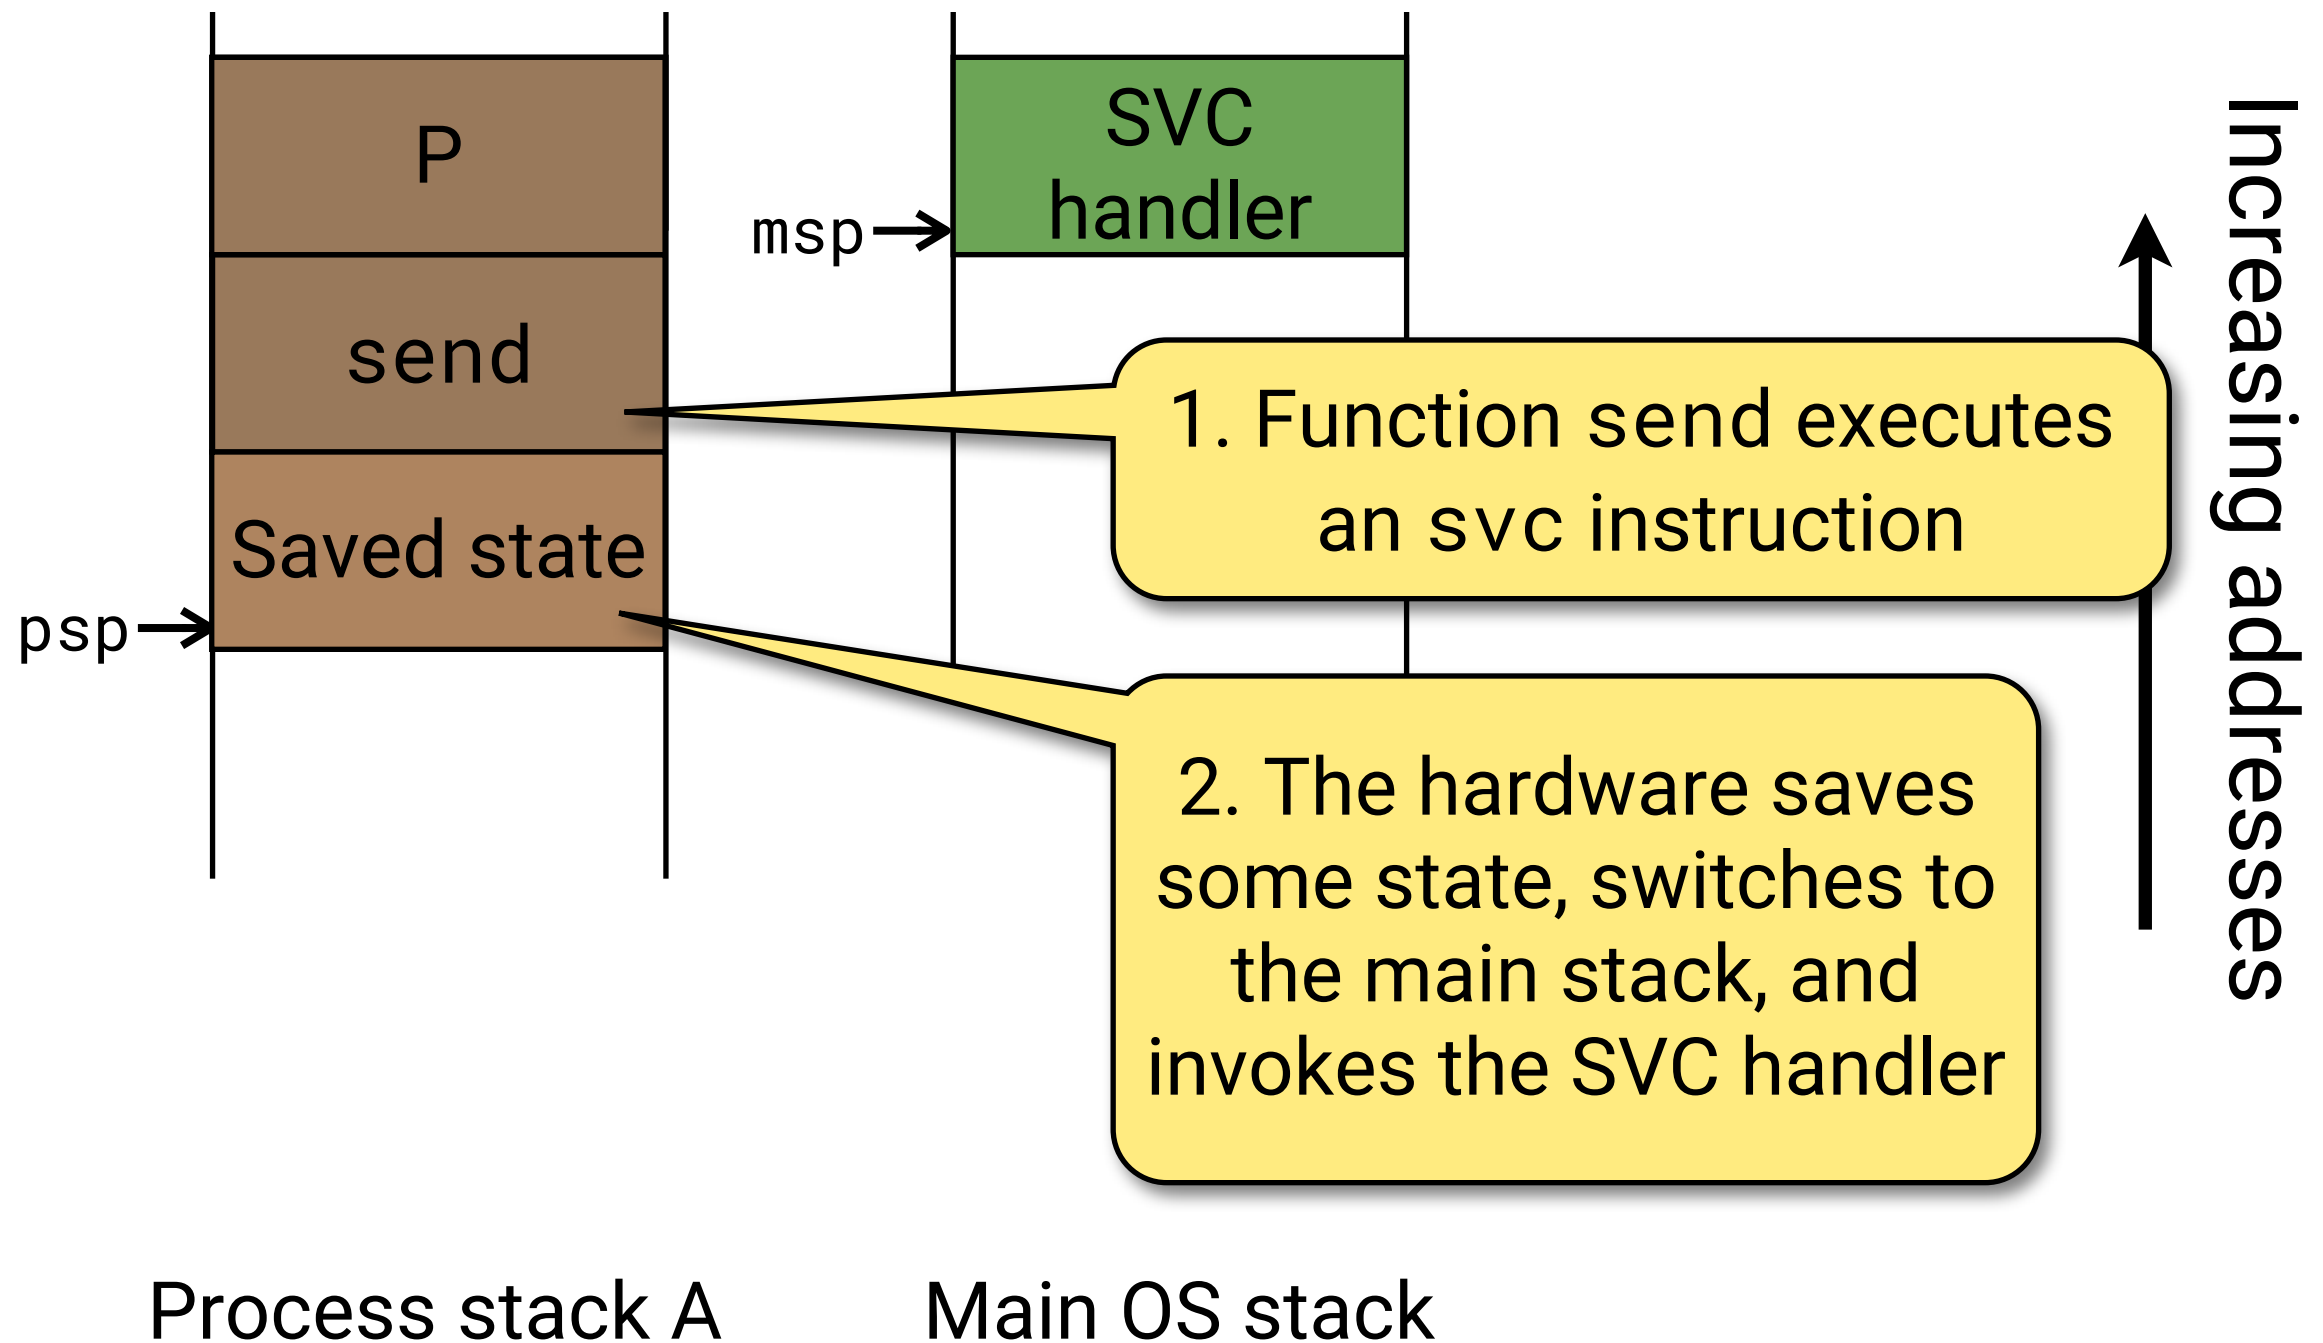 P
send
Saved state
psp
SVC
handler
msp
1. Function send executes
an svc instruction
2. The hardware saves
some state, switches to
the main stack, and
invokes the SVC handler
Increasing addresses
Process stack A
Main OS stack